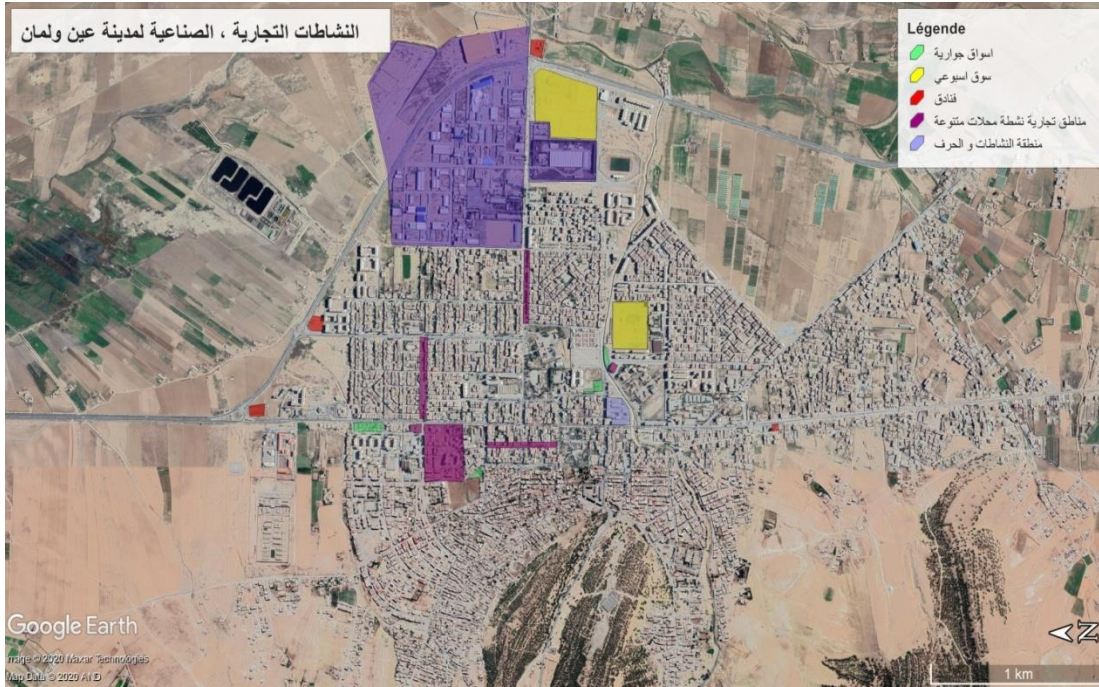 النشاطات التجارية ، الصناعية لمدينة عين ولمان
Légende
اسواق جوارية
سوق اسبوعي
فنادق
مناطق تجارية نشطة محلات متنوعة
منطقة النشاطات و الحرف
Google Earth
Image © 2020 Maxar Technologies
Map Data © 2020 AND
N
1 km